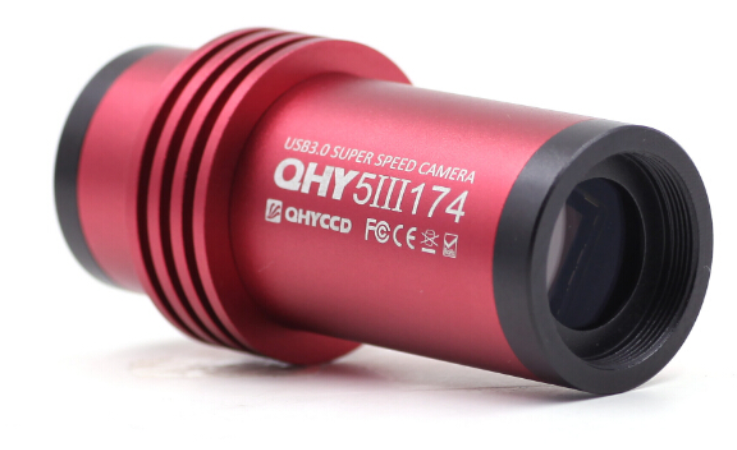 USB3.0 SUPER SPEED CAMERA
QHY5III174
QHYCCD FC CE